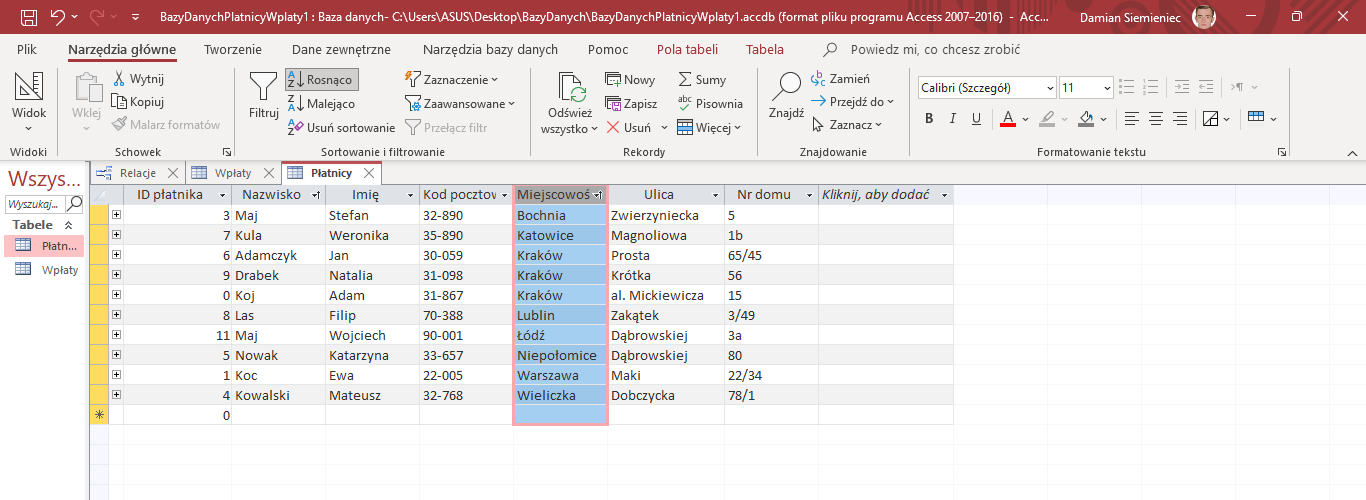 BazyDanychPlatnicyWplaty1 : Baza danych- C:\Users\ASUS\Desktop\BazyDanych\BazyDanychPlatnicyWplaty1.accdb (format pliku programu Access 2007–2016) - Acc... Damian Siemieniec
Plik Narzędzia główne Tworzenie Dane zewnętrzne Narzędzia bazy danych Pomoc Pola tabeli Tabela Powiedz mi, co chcesz zrobić
Widok
Widoki
Wklej
Wytnij
Kopiuj
Malarz formatów
Schowek
Filtruj
Rosnąco
Malejąco
Usuń sortowanie
Zaznaczenie
Zaawansowane
Przełącz filtr
Sortowanie i filtrowanie
Odśwież
wszystko
Nowy
Zapisz
Usuń
Sumy
Pisownia
Więcej
Rekordy
Znajdź
Zamień
Przejdź do
Zaznacz
Znajdowanie
Calibri (Szczegół) 11
B I U A
Formatowanie tekstu
Wszys...
Wyszukaj...
Tabele
Płatn...
Wpłaty
Relacje Wpłaty Płatnicy
ID płatnika Nazwisko Imię Kod pocztow Miejscowoś Ulica Nr domu Kliknij, aby dodać
3 Maj Stefan 32-890 Bochnia Zwierzyniecka 5
7 Kula Weronika 35-890 Katowice Magnoliowa 1b
6 Adamczyk Jan 30-059 Kraków Prosta 65/45
9 Drabek Natalia 31-098 Kraków Krótka 56
0 Koj Adam 31-867 Kraków al. Mickiewicza 15
8 Las Filip 70-388 Lublin Zakątek 3/49
11 Maj Wojciech 90-001 Łódź Dąbrowskiej 3a
5 Nowak Katarzyna 33-657 Niepołomice Dąbrowskiej 80
1 Koc Ewa 22-005 Warszawa Maki 22/34
4 Kowalski Mateusz 32-768 Wieliczka Dobczycka 78/1
0